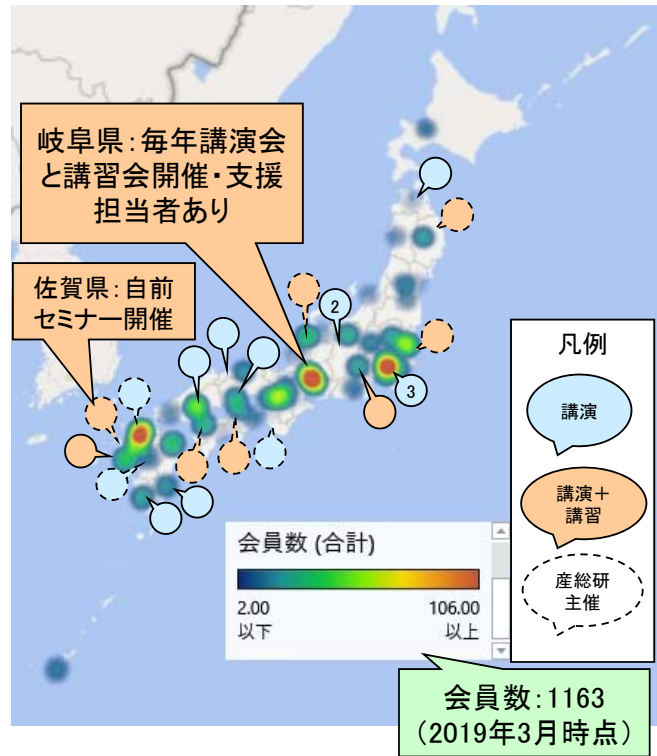 岐阜県：毎年講演会
と講習会開催・支援
担当者あり
佐賀県：自前
セミナー開催
2
3
凡例
講演
講演＋
講習
産総研
主催
会員数 (合計)
2.00
以下
106.00
以上
会員数：1163
（2019年3月時点）